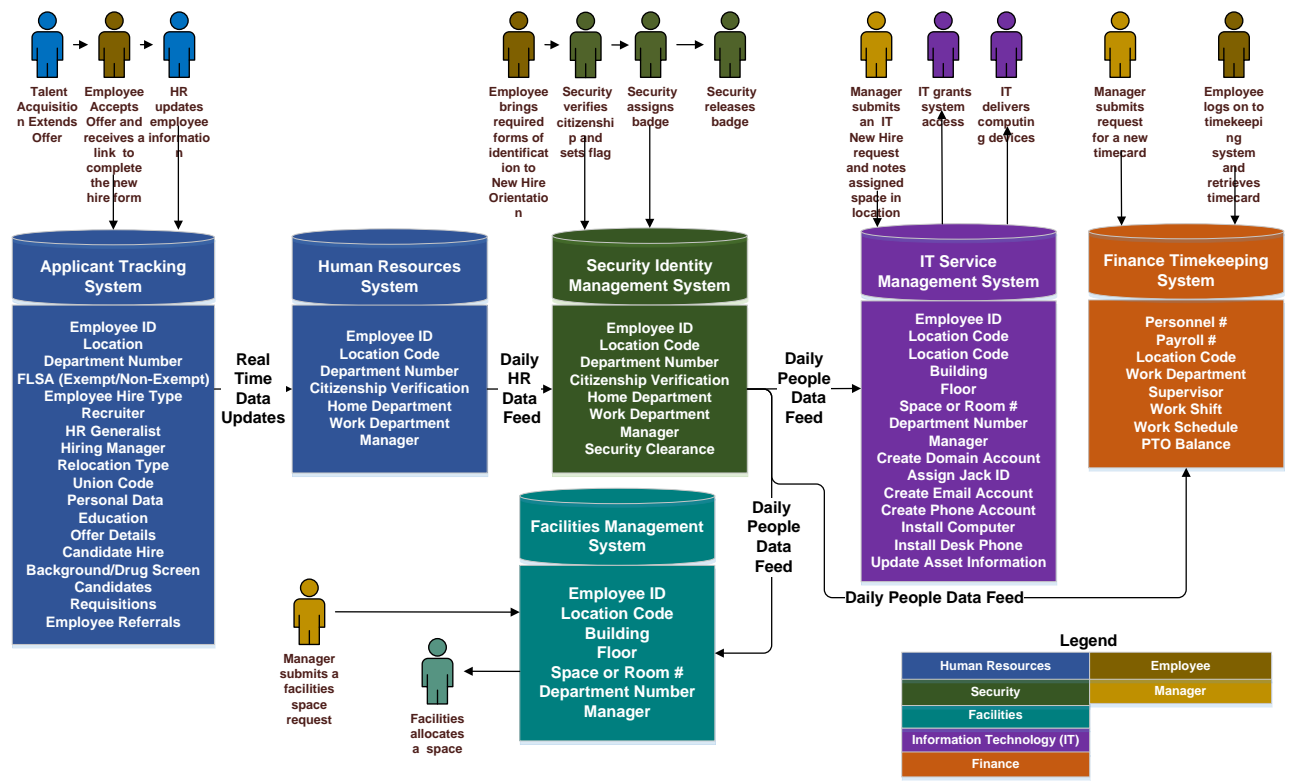 Talent
Acquisitio
n Extends
Offer
Employee
Accepts
Offer and
receives a
link to
complete
the new
hire form
HR
updates
employee
informatio
n
Employee
brings
required
forms of
identificat
ion to
New Hire
Orientatio
n
Security
verifies
citizenshi
p and
sets flag
Security
assigns
badge
Security
releases
badge
Manager
submits
an IT
New Hire
request
and notes
assigned
space in
location
IT grants
system
access
IT
delivers
computin
g devices
Manager
submits
request
for a new
timecard
Employee
logs on to
timekeepi
ng
system
and
retrieves
timecard
Applicant Tracking
System
Employee ID
Location
Department Number
FLSA (Exempt/Non-Exempt)
Employee Hire Type
Recruiter
HR Generalist
Hiring Manager
Relocation Type
Union Code
Personal Data
Education
Offer Details
Candidate Hire
Background/Drug Screen
Candidates
Requisitions
Employee Referrals
Real
Time
Data
Updates
Human Resources
System
Employee ID
Location Code
Department Number
Citizenship Verification
Home Department
Work Department
Manager
Daily
HR
Data
Feed
Security Identity
Management System
Employee ID
Location Code
Department Number
Citizenship Verification
Home Department
Work Department
Manager
Security Clearance
Daily
People
Data
Feed
IT Service
Management System
Employee ID
Location Code
Location Code
Building
Floor
Space or Room #
Department Number
Manager
Create Domain Account
Assign Jack ID
Create Email Account
Create Phone Account
Install Computer
Install Desk Phone
Update Asset Information
Finance Timekeeping
System
Personnel #
Payroll #
Location Code
Work Department
Supervisor
Work Shift
Work Schedule
PTO Balance
Daily
People
Data
Feed
Daily People Data Feed
Facilities Management
System
Employee ID
Location Code
Building
Floor
Space or Room #
Department Number
Manager
Manager
submits a
facilities
space
request
Facilities
allocates
a space
Legend
Human Resources
Employee
Security
Manager
Facilities
Information Technology (IT)
Finance